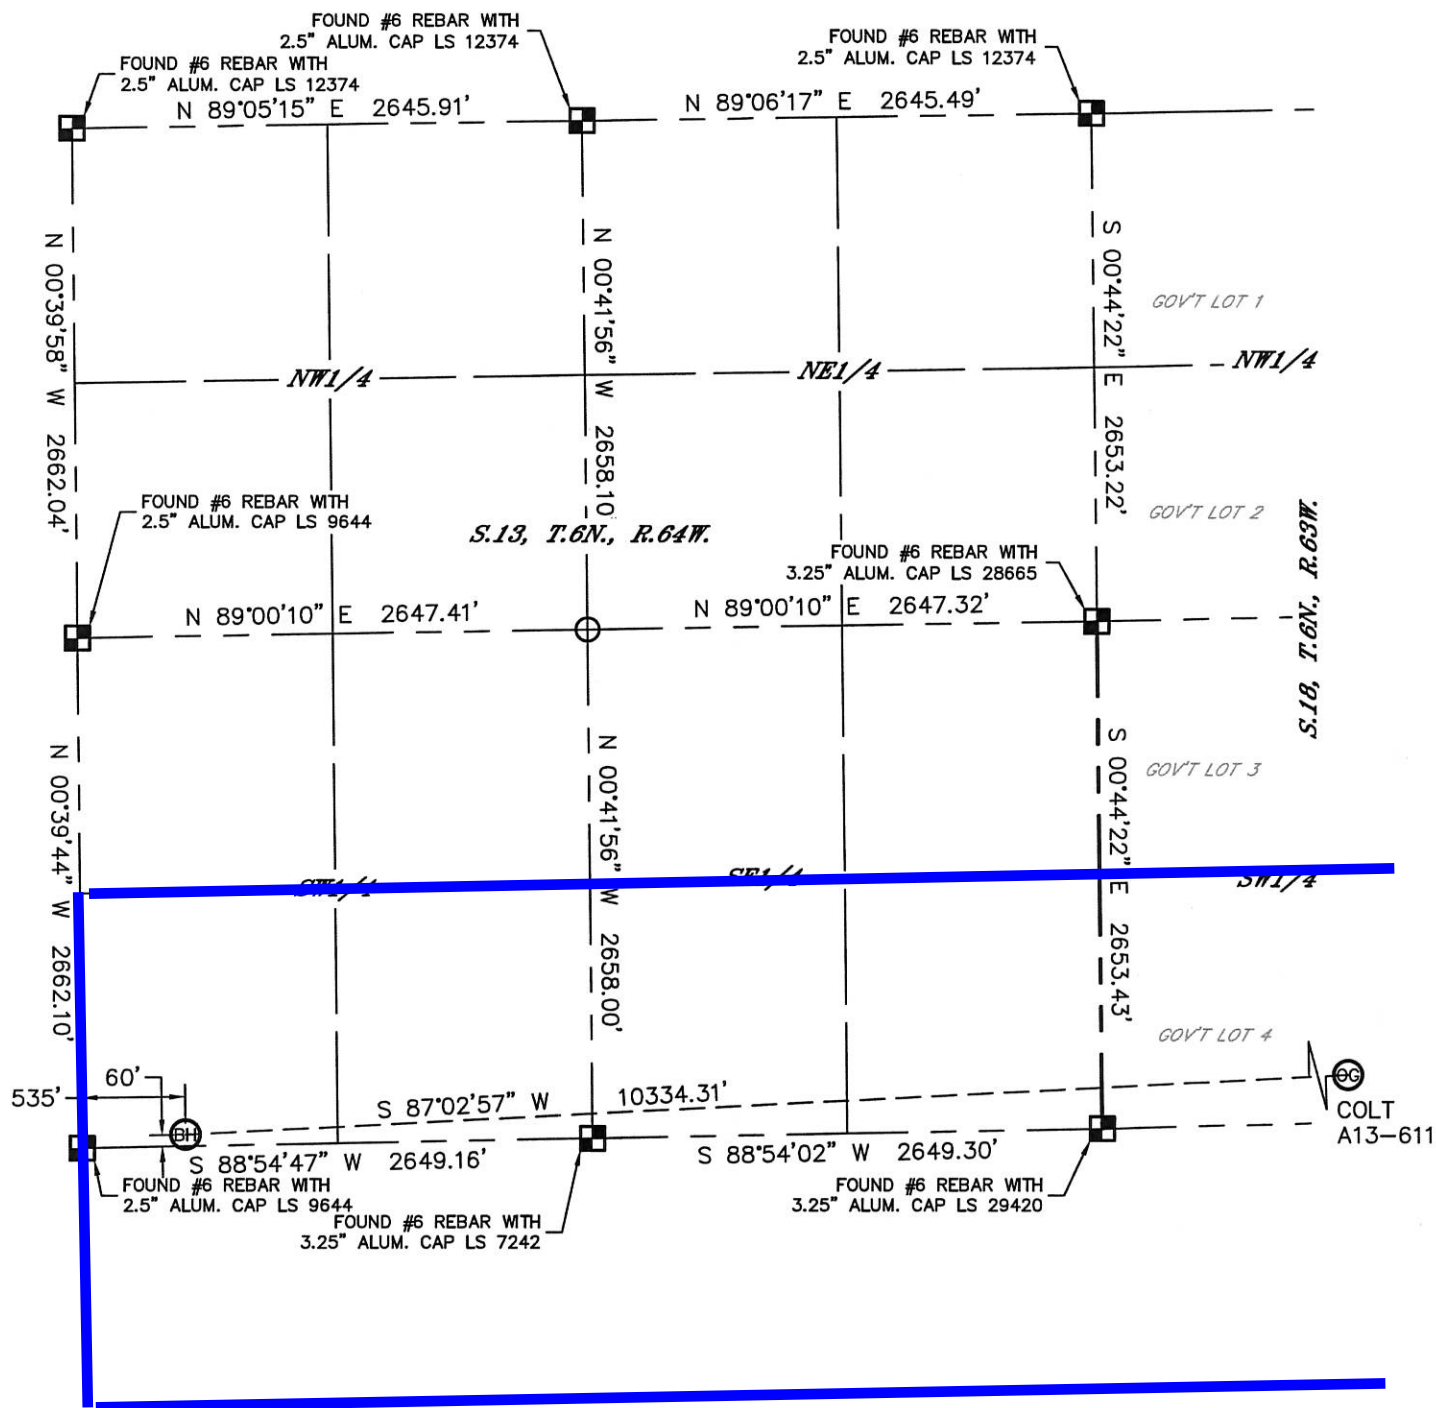 FOUND #6 REBAR WITH
2.5" ALUM. CAP LS 12374
FOUND #6 REBAR WITH
2.5" ALUM. CAP LS 12374
FOUND #6 REBAR WITH
2.5" ALUM. CAP LS 12374
N 89°05'15" E 2645.91'
N 89°06'17" E 2645.49'
N 00°39'58" W 2662.04'
N 00°41'56" W 2658.10'
S 00°44'22" E 2653.22'
GOV'T LOT 1
NW1/4
NE1/4
NW1/4
FOUND #6 REBAR WITH
2.5" ALUM. CAP LS 9644
S.13, T.6N., R.64W.
GOV'T LOT 2
S.18, T.6N., R.63W.
FOUND #6 REBAR WITH
3.25" ALUM. CAP LS 28665
N 89°00'10" E 2647.41'
N 89°00'10" E 2647.32'
N 00°39'44" W 2662.10'
N 00°41'56" W 2658.00'
S 00°44'22" E 2653.43'
GOV'T LOT 3
SW1/4
SE1/4
SW1/4
GOV'T LOT 4
535'
60'
S 87°02'57" W 10334.31'
OG
COLT
A13-611
BH
S 88°54'47" W 2649.16'
S 88°54'02" W 2649.30'
FOUND #6 REBAR WITH
2.5" ALUM. CAP LS 9644
FOUND #6 REBAR WITH
3.25" ALUM. CAP LS 29420
FOUND #6 REBAR WITH
3.25" ALUM. CAP LS 7242